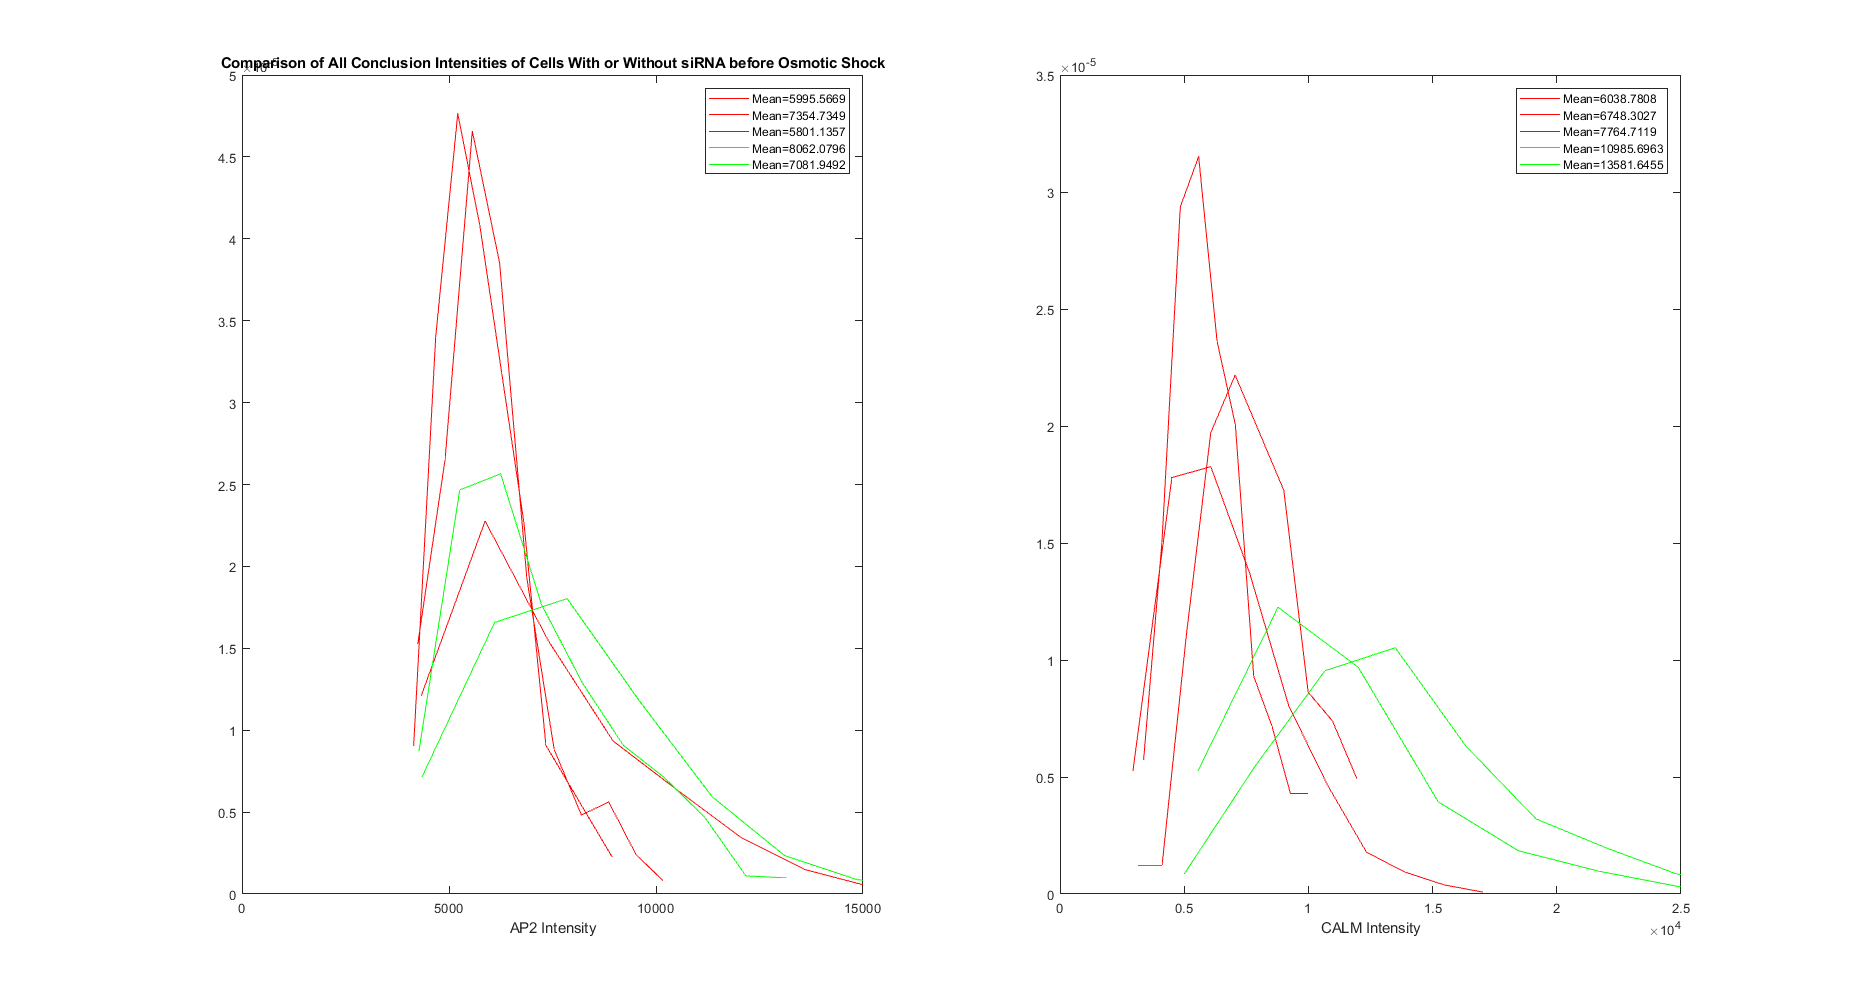 Comparison of All Conclusion Intensities of Cells With or Without siRNA before Osmotic Shock
5
4.5
4
3.5
3
2.5
2
1.5
1
0.5
0
0 5000 10000 15000
AP2 Intensity
Mean=5995.5669
Mean=7354.7349
Mean=5801.1357
Mean=8062.0796
Mean=7081.9492
×10-5
3.5
3
2.5
2
1.5
1
0.5
0
0 0.5 1 1.5 2 2.5
×104
CALM Intensity
Mean=6038.7808
Mean=6748.3027
Mean=7764.7119
Mean=10985.6963
Mean=13581.6455